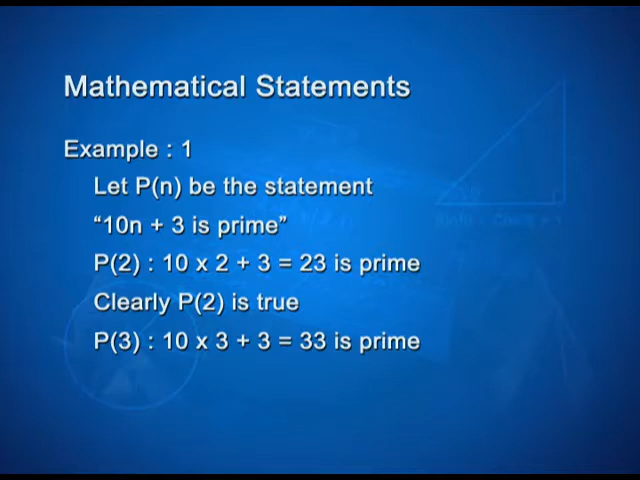 Mathematical Statements
Example : 1
Let P(n) be the statement
“10n + 3 is prime”
P(2) : 10 x 2 + 3 = 23 is prime
Clearly P(2) is true
P(3) : 10 x 3 + 3 = 33 is prime